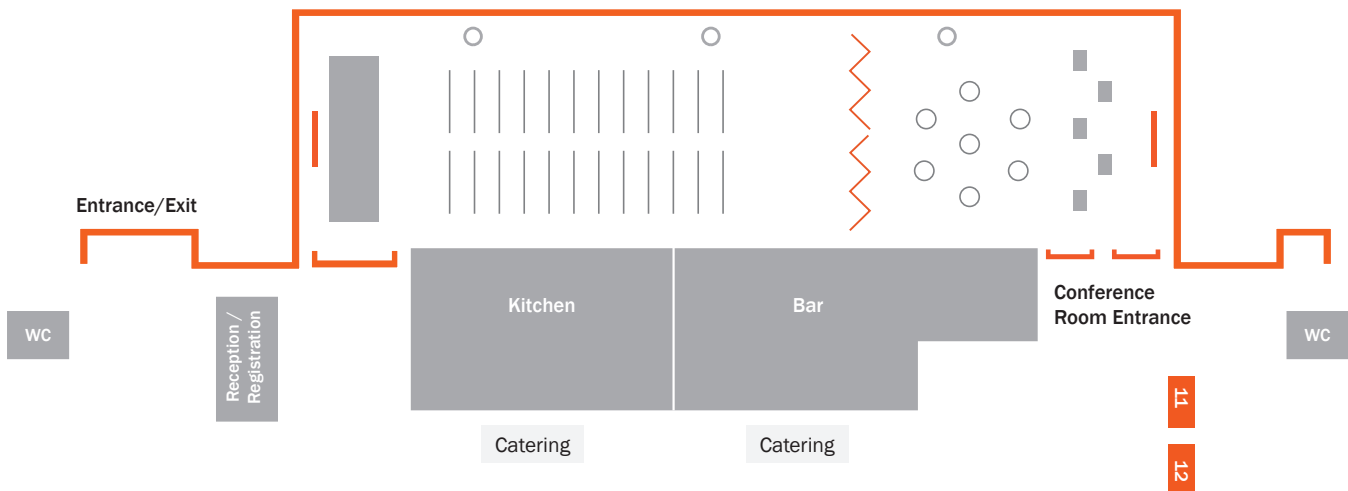 Entrance/Exit
Kitchen
Bar
Conference
Room Entrance
WC
Reception /
Registration
WC
11
12
Catering
Catering